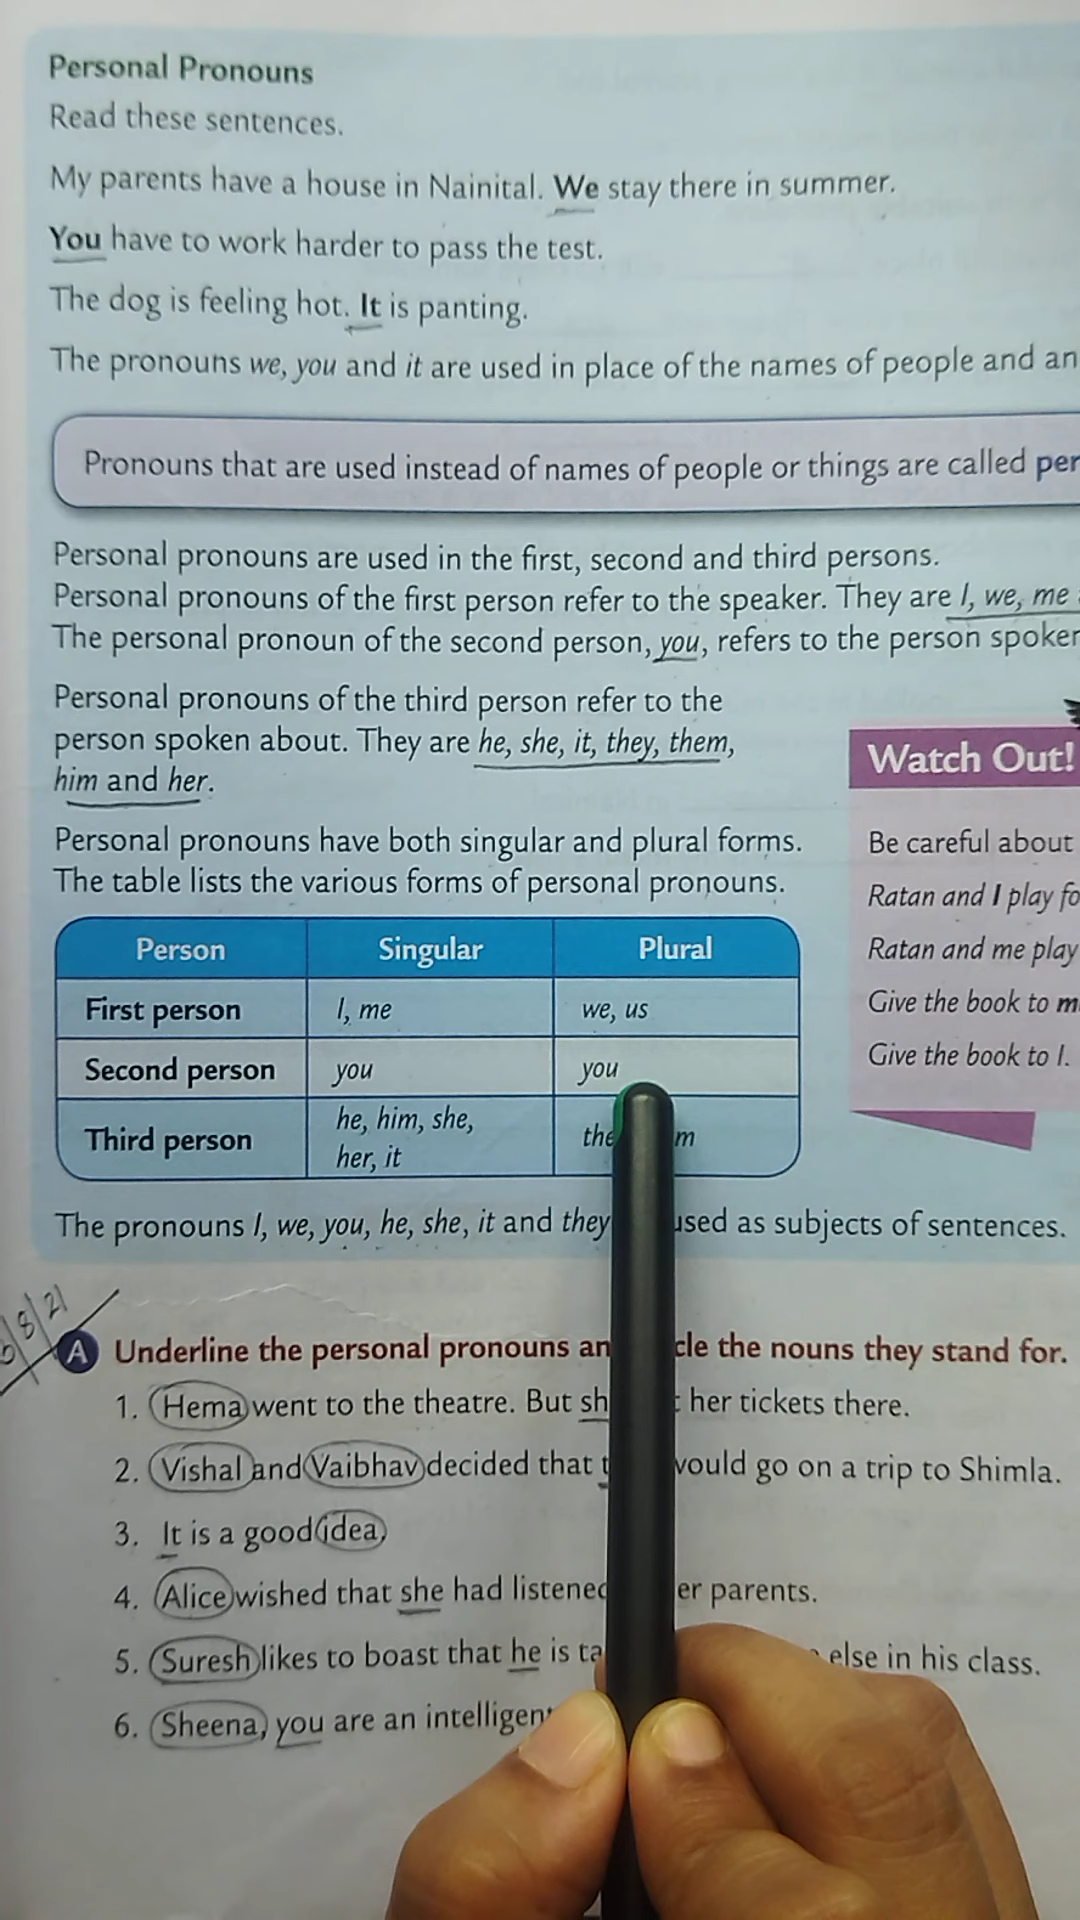 Personal Pronouns
Read these sentences.
My parents have a house in Nainital. We stay there in summer.
You have to work harder to pass the test.
The dog is feeling hot. It is panting.
The pronouns we, you and it are used in place of the names of people and
Pronouns that are used instead of names of people or things are called
Personal pronouns are used in the first, second and third persons.
Personal pronouns of the first person refer to the speaker. They are I, we, me
The personal pronoun of the second person, you, refers to the person
Personal pronouns of the third person refer to the
person spoken about. They are he, she, it, they, them,
him and her.
Personal pronouns have both singular and plural forms.
The table lists the various forms of personal pronouns.
Person Singular Plural
First person I, me we, us
Second person you you
Third person he, him, she,
her, it
The pronouns I, we, you, he, she, it and they used as subjects of sentences.
Watch Out!
Be careful about
Ratan and I play
Ratan and me play
Give the book to
Give the book to I.
8/21
A Underline the personal pronouns the nouns they stand for.
1. Hema went to the theatre. But her tickets there.
2. Vishal and Vaibhav decided that would go on a trip to Shimla.
3. It is a good idea
4. Alice wished that she had parents.
5. Suresh likes to boast that he is else in his class.
6. Sheena, you are an